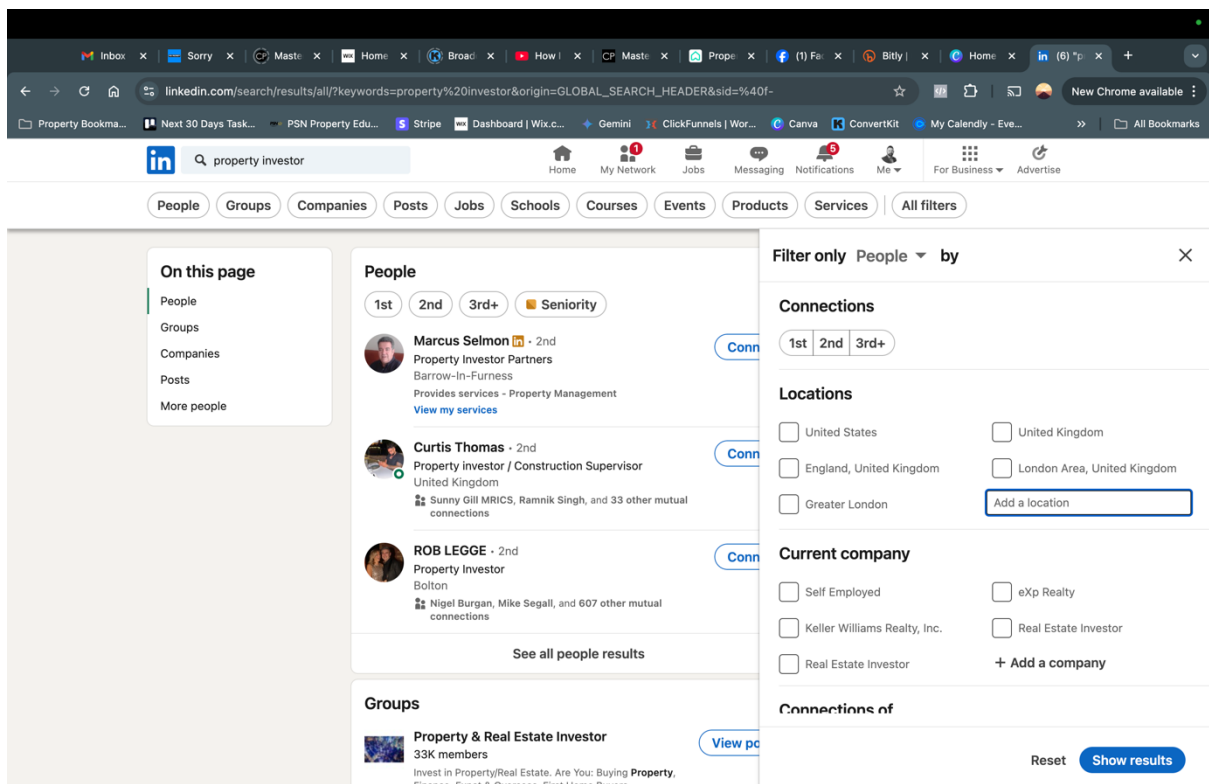 Inbox
Sorry
Maste
Home
Broad
How I
Maste
Prope
(1) Fac
Bitly |
Home
(6) "p
linkedin.com/search/results/all/?keywords=property%20investor&origin=GLOBAL_SEARCH_HEADER&sid=%40f-
New Chrome available
Property Bookma...
Next 30 Days Task...
PSN Property Edu...
Stripe
Dashboard | Wix.c...
Gemini
ClickFunnels | Wor...
Canva
ConvertKit
My Calendly - Eve...
»
All Bookmarks
in
property investor
1
5
Home
My Network
Jobs
Messaging
Notifications
Me
For Business
Advertise
People
Groups
Companies
Posts
Jobs
Schools
Courses
Events
Products
Services
All filters
On this page
People
Groups
Companies
Posts
More people
People
1st
2nd
3rd+
Seniority
Marcus Selmon in • 2nd
Property Investor Partners
Barrow-In-Furness
Provides services - Property Management
View my services
Conn
Curtis Thomas • 2nd
Property investor / Construction Supervisor
United Kingdom
Sunny Gill MRICS, Ramnik Singh, and 33 other mutual
connections
Conn
ROB LEGGE • 2nd
Property Investor
Bolton
Nigel Burgan, Mike Segall, and 607 other mutual
connections
Conn
See all people results
Groups
Property & Real Estate Investor
33K members
Invest in Property/Real Estate. Are You: Buying Property,
View po
Filter only People by
Connections
1st
2nd
3rd+
Locations
United States
United Kingdom
England, United Kingdom
London Area, United Kingdom
Greater London
Add a location
Current company
Self Employed
eXp Realty
Keller Williams Realty, Inc.
Real Estate Investor
Real Estate Investor
+ Add a company
Connections of
Reset
Show results